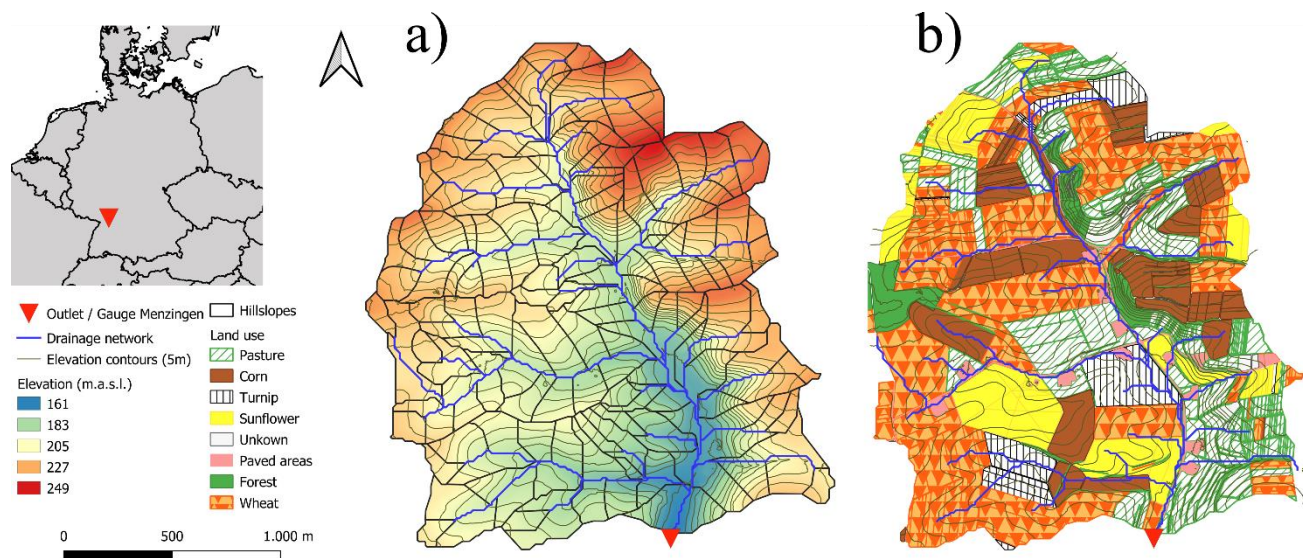 a)
b)
Outlet / Gauge Menzingen
Drainage network
Elevation contours (5m)
Elevation (m.a.s.l.)
161
183
205
227
249
Hillslopes
Land use
Pasture
Corn
Turnip
Sunflower
Unkown
Paved areas
Forest
Wheat
0 500 1.000 m